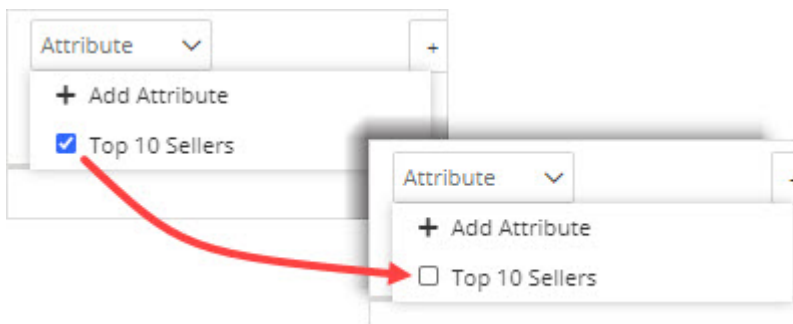 Attribute
+
+ Add Attribute
Top 10 Sellers
Attribute
+ Add Attribute
Top 10 Sellers